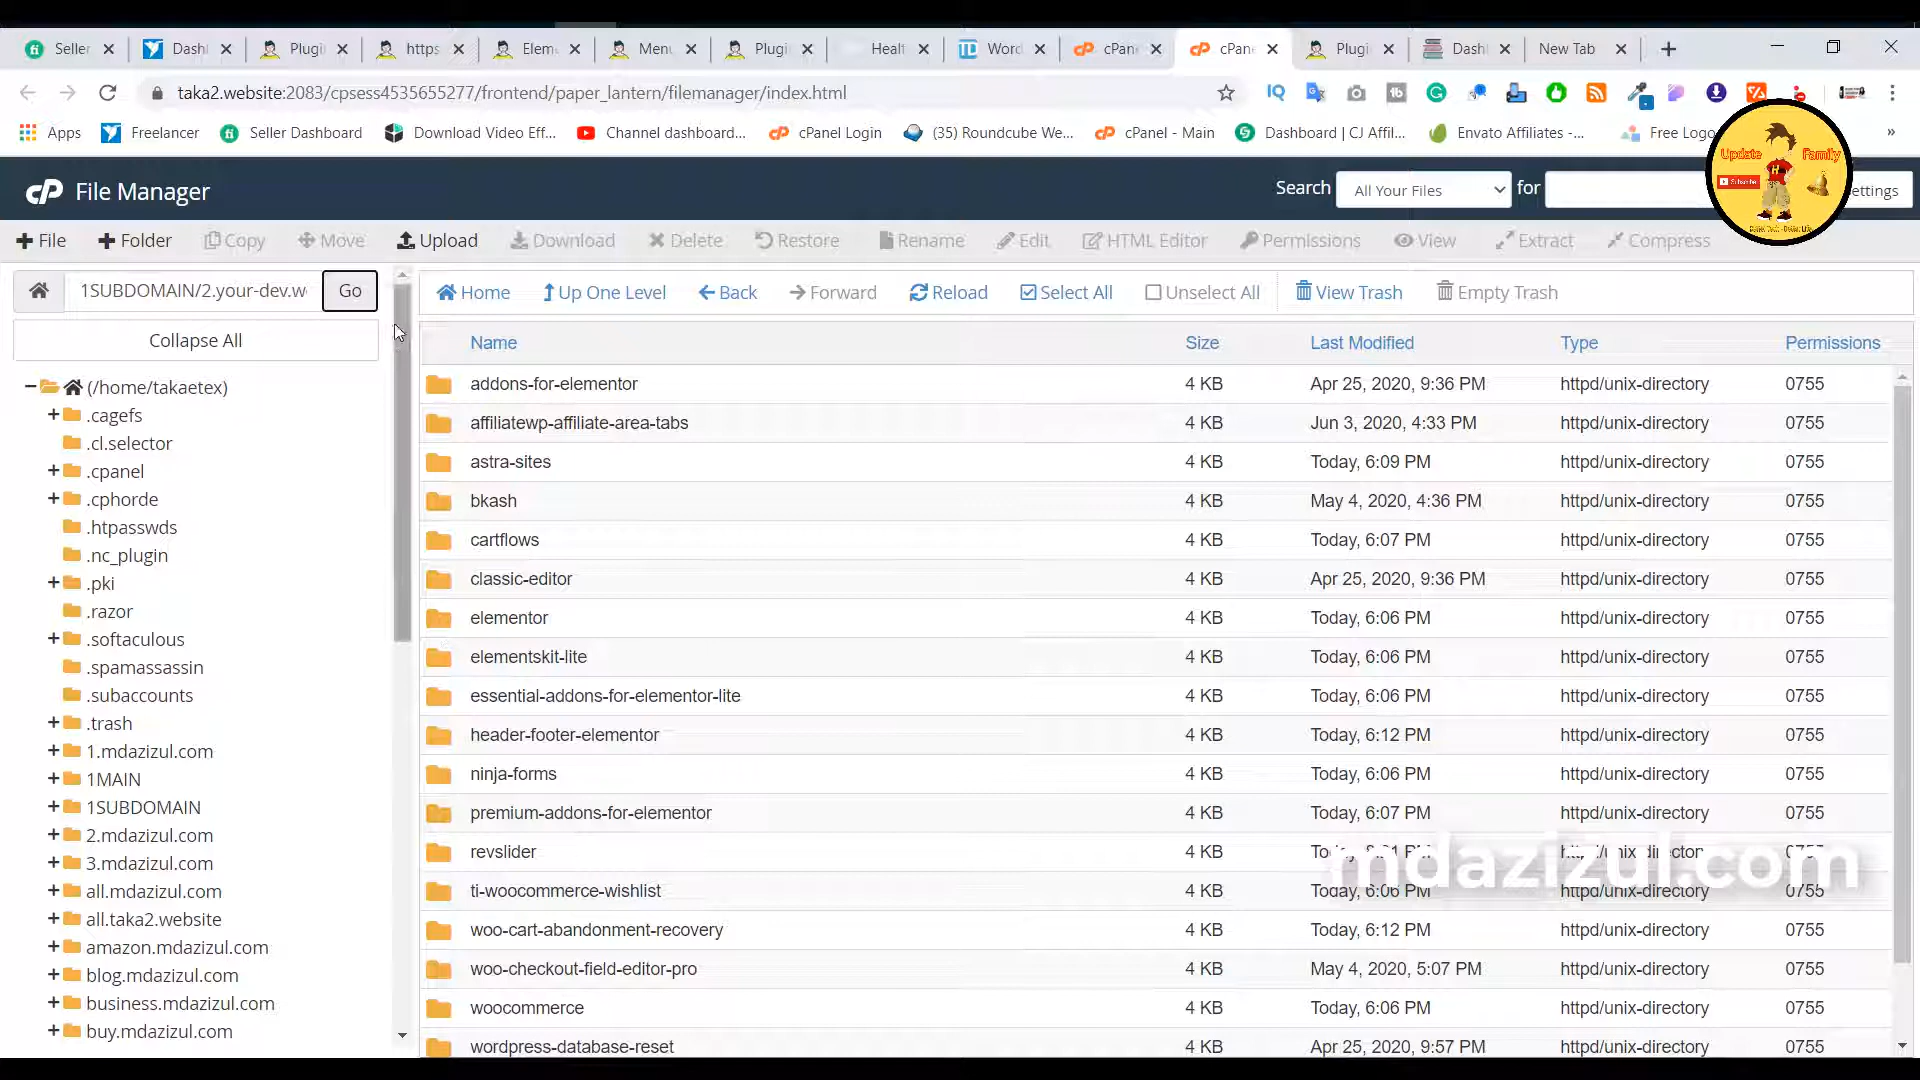 Seller
Dashl
Plugi
https
Elem
Menu
Plugi
Healt
Word
cPan
cPane
Plugi
Dashl
New Tab
taka2.website:2083/cpsess4535655277/frontend/paper_lantern/filemanager/index.html
Apps
Freelancer
Seller Dashboard
Download Video Eff...
Channel dashboard...
cPanel Login
(35) Roundcube We...
cPanel - Main
Dashboard | CJ Affil...
Envato Affiliates -...
Free Logo
»
Update Family
Subscribe
cP File Manager
Search All Your Files for
ettings
File
Folder
Copy
Move
Upload
Download
Delete
Restore
Rename
Edit
HTML Editor
Permissions
View
Extract
Compress
1SUBDOMAIN/2.your-dev.w
Go
Collapse All
(/home/takaetex)
.cagefs
.cl.selector
.cpanel
.cphorde
.htpasswds
.nc_plugin
.pki
.razor
.softaculous
.spamassassin
.subaccounts
.trash
1.mdazizul.com
1MAIN
1SUBDOMAIN
2.mdazizul.com
3.mdazizul.com
all.mdazizul.com
all.taka2.website
amazon.mdazizul.com
blog.mdazizul.com
business.mdazizul.com
buy.mdazizul.com
Home
Up One Level
Back
Forward
Reload
Select All
Unselect All
View Trash
Empty Trash
Name Size Last Modified Type Permissions
addons-for-elementor 4 KB Apr 25, 2020, 9:36 PM httpd/unix-directory 0755
affiliatewp-affiliate-area-tabs 4 KB Jun 3, 2020, 4:33 PM httpd/unix-directory 0755
astra-sites 4 KB Today, 6:09 PM httpd/unix-directory 0755
bkash 4 KB May 4, 2020, 4:36 PM httpd/unix-directory 0755
cartflows 4 KB Today, 6:07 PM httpd/unix-directory 0755
classic-editor 4 KB Apr 25, 2020, 9:36 PM httpd/unix-directory 0755
elementor 4 KB Today, 6:06 PM httpd/unix-directory 0755
elementskit-lite 4 KB Today, 6:06 PM httpd/unix-directory 0755
essential-addons-for-elementor-lite 4 KB Today, 6:06 PM httpd/unix-directory 0755
header-footer-elementor 4 KB Today, 6:12 PM httpd/unix-directory 0755
ninja-forms 4 KB Today, 6:06 PM httpd/unix-directory 0755
premium-addons-for-elementor 4 KB Today, 6:07 PM httpd/unix-directory 0755
revslider 4 KB httpd/unix-directory 0755
mdazizul.com
ti-woocommerce-wishlist 4 KB Today, 6:06 PM httpd/unix-directory 0755
woo-cart-abandonment-recovery 4 KB Today, 6:12 PM httpd/unix-directory 0755
woo-checkout-field-editor-pro 4 KB May 4, 2020, 5:07 PM httpd/unix-directory 0755
woocommerce 4 KB Today, 6:06 PM httpd/unix-directory 0755
wordpress-database-reset 4 KB Apr 25, 2020, 9:57 PM httpd/unix-directory 0755